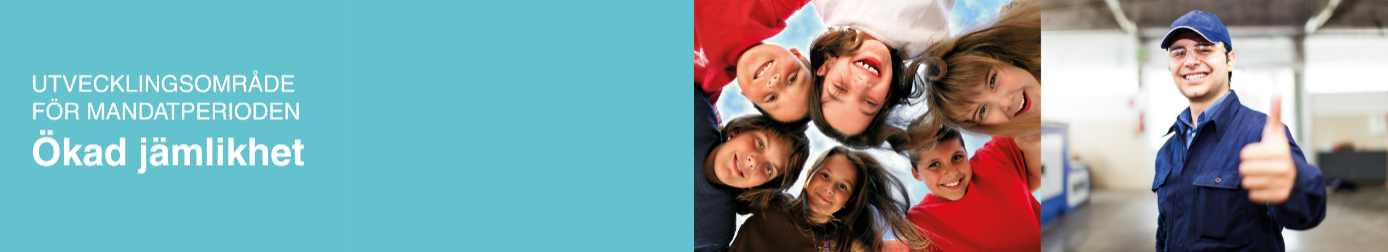 UTVECKLINGSOMRÅDE
FÖR MANDATPERIODEN
Ökad jämlikhet